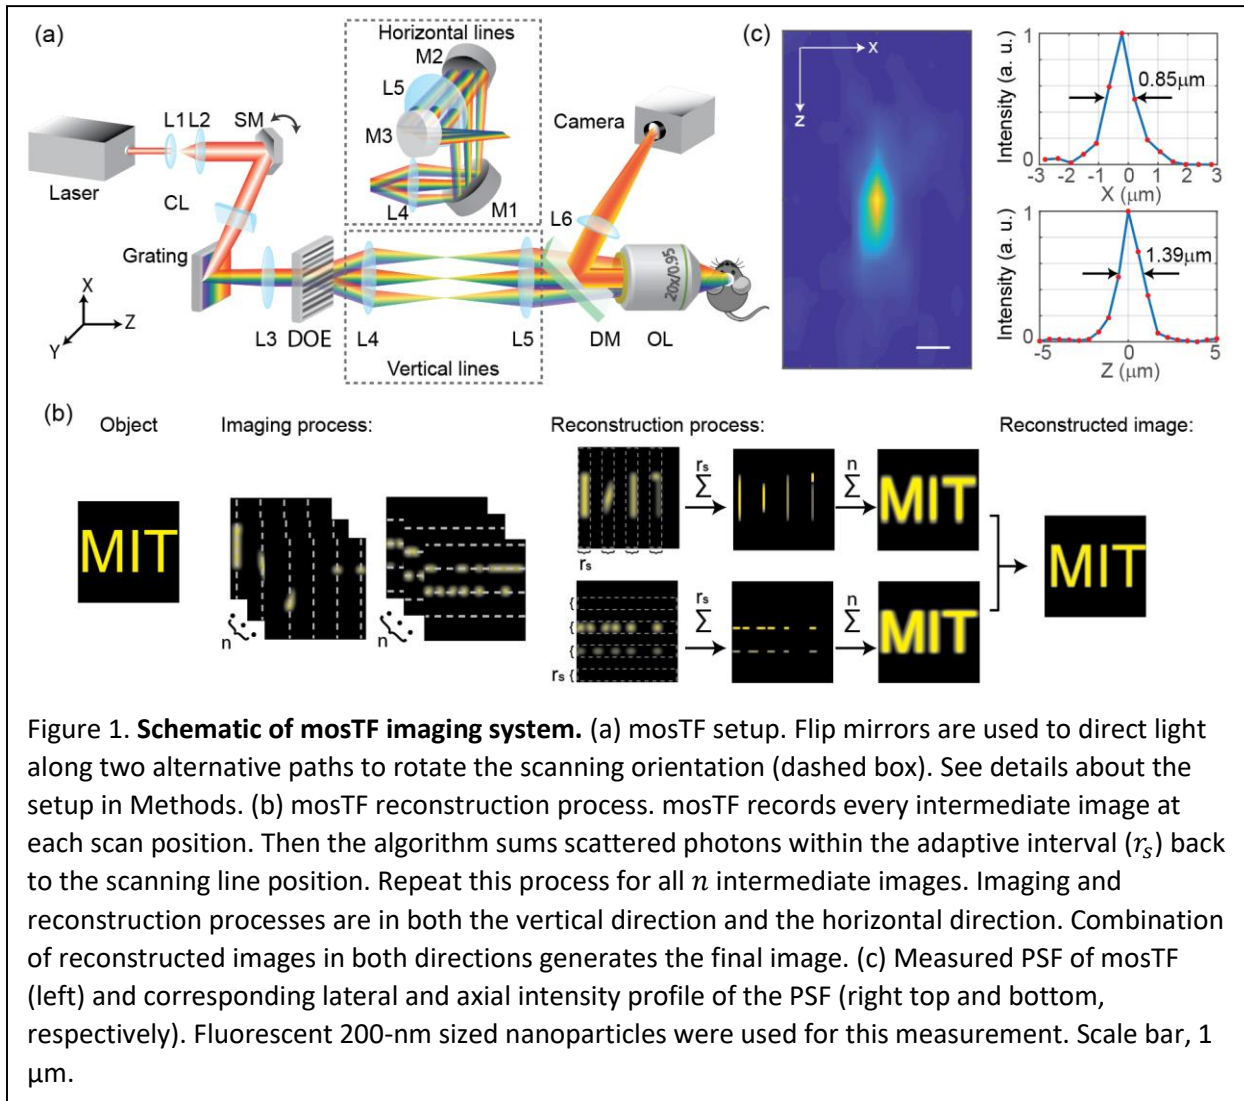 (a)
Horizontal lines
M2
L5
M3
L4
M1
Laser
L1 L2
SM
CL
Grating
X
Z
Y
L3
DOE
L4
L5
Vertical lines
DM
OL
20x/0.95
L6
Camera
(c)
X
Z
Intensity (a. u.)
1
0
0.85μm
-3 -2 -1 0 1 2 3
X (μm)
Intensity (a. u.)
1
0
1.39μm
-5 0 5
Z (μm)
(b)
Object
Imaging process:
Reconstruction process:
Reconstructed image:
MIT
n
n
rs
rs
Σ
n
Σ
MIT
rs {
{
{
{
rs
Σ
n
Σ
MIT
MIT
Figure 1. Schematic of mosTF imaging system. (a) mosTF setup. Flip mirrors are used to direct light
along two alternative paths to rotate the scanning orientation (dashed box). See details about the
setup in Methods. (b) mosTF reconstruction process. mosTF records every intermediate image at
each scan position. Then the algorithm sums scattered photons within the adaptive interval (rs) back
to the scanning line position. Repeat this process for all n intermediate images. Imaging and
reconstruction processes are in both the vertical direction and the horizontal direction. Combination
of reconstructed images in both directions generates the final image. (c) Measured PSF of mosTF
(left) and corresponding lateral and axial intensity profile of the PSF (right top and bottom,
respectively). Fluorescent 200-nm sized nanoparticles were used for this measurement. Scale bar, 1
μm.